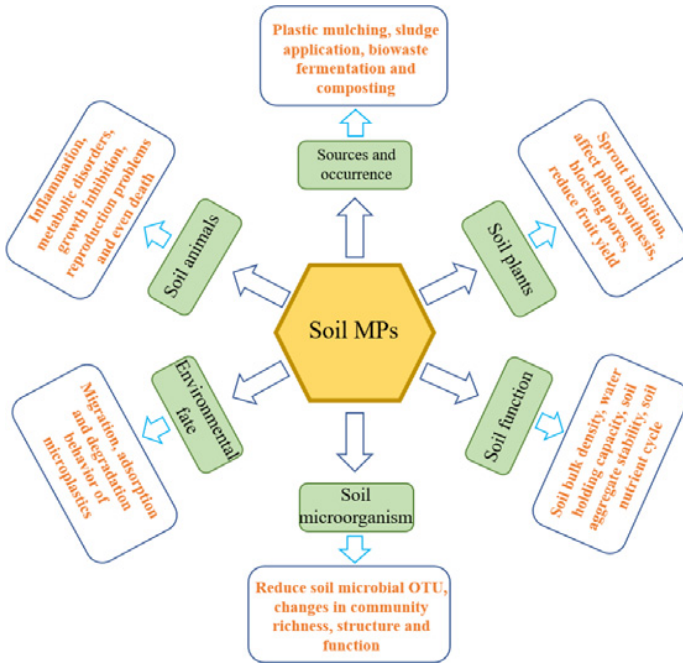 Plastic mulching, sludge
application, biowaste
fermentation and
composting
Sources and
occurrence
Inflammation,
metabolic disorders,
growth inhibition,
reproduction problems
and even death
Soil animals
Sprout inhibition,
affect photosynthesis,
blocking pores,
reduce fruit yield
Soil plants
Soil MPs
Migration, adsorption
and degradation
behavior of
microplastics
Environmental
fate
Soil function
Soil bulk density, water
holding capacity, soil
aggregate stability, soil
nutrient cycle
Soil
microorganism
Reduce soil microbial OTU,
changes in community
richness, structure and
function